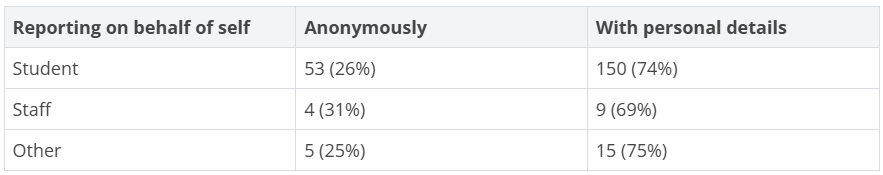 Reporting on behalf of self Anonymously With personal details
Student 53 (26%) 150 (74%)
Staff 4 (31%) 9 (69%)
Other 5 (25%) 15 (75%)